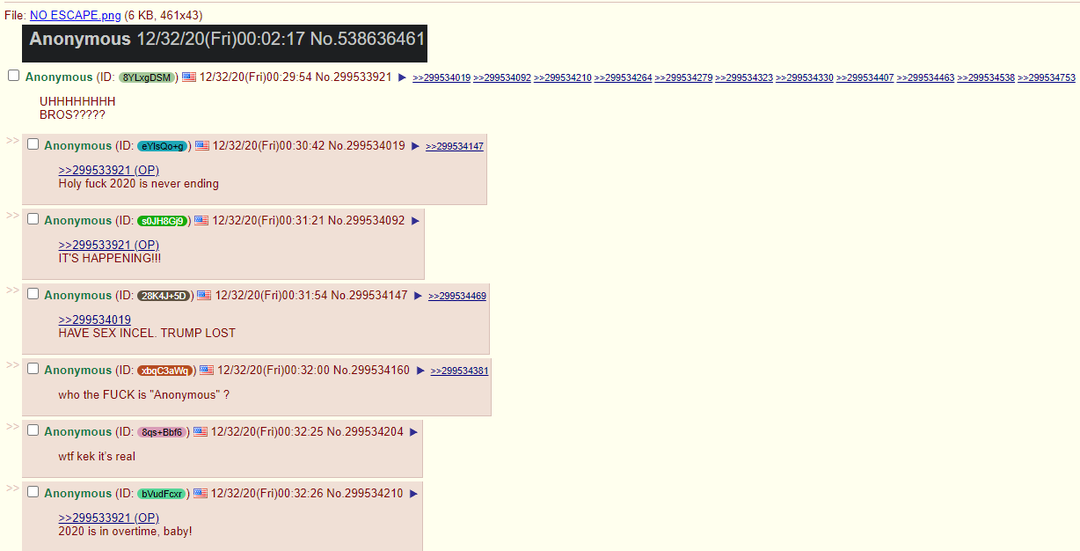 File: NO ESCAPE.png (6 KB, 461x43)
Anonymous 12/32/20(Fri)00:02:17 No.538636461
Anonymous (ID: 8YLxgDSM) 12/32/20(Fri)00:29:54 No.299533921 ▶ >>299534019 >>299534092 >>299534210 >>299534264 >>299534279 >>299534323 >>299534330 >>299534407 >>299534463 >>299534538 >>299534753
UHHHHHHHH
BROS?????
>> Anonymous (ID: eYlsQo+g) 12/32/20(Fri)00:30:42 No.299534019 ▶ >>299534147
>>299533921 (OP)
Holy fuck 2020 is never ending
>> Anonymous (ID: s0JH8Gj9) 12/32/20(Fri)00:31:21 No.299534092 ▶
>>299533921 (OP)
IT'S HAPPENING!!!
>> Anonymous (ID: 28K4J+5D) 12/32/20(Fri)00:31:54 No.299534147 ▶ >>299534469
>>299534019
HAVE SEX INCEL. TRUMP LOST
>> Anonymous (ID: xbqC3aWq) 12/32/20(Fri)00:32:00 No.299534160 ▶ >>299534381
who the FUCK is "Anonymous" ?
>> Anonymous (ID: 8qs+Bbf6) 12/32/20(Fri)00:32:25 No.299534204 ▶
wtf kek it's real
>> Anonymous (ID: bVudFcxr) 12/32/20(Fri)00:32:26 No.299534210 ▶
>>299533921 (OP)
2020 is in overtime, baby!